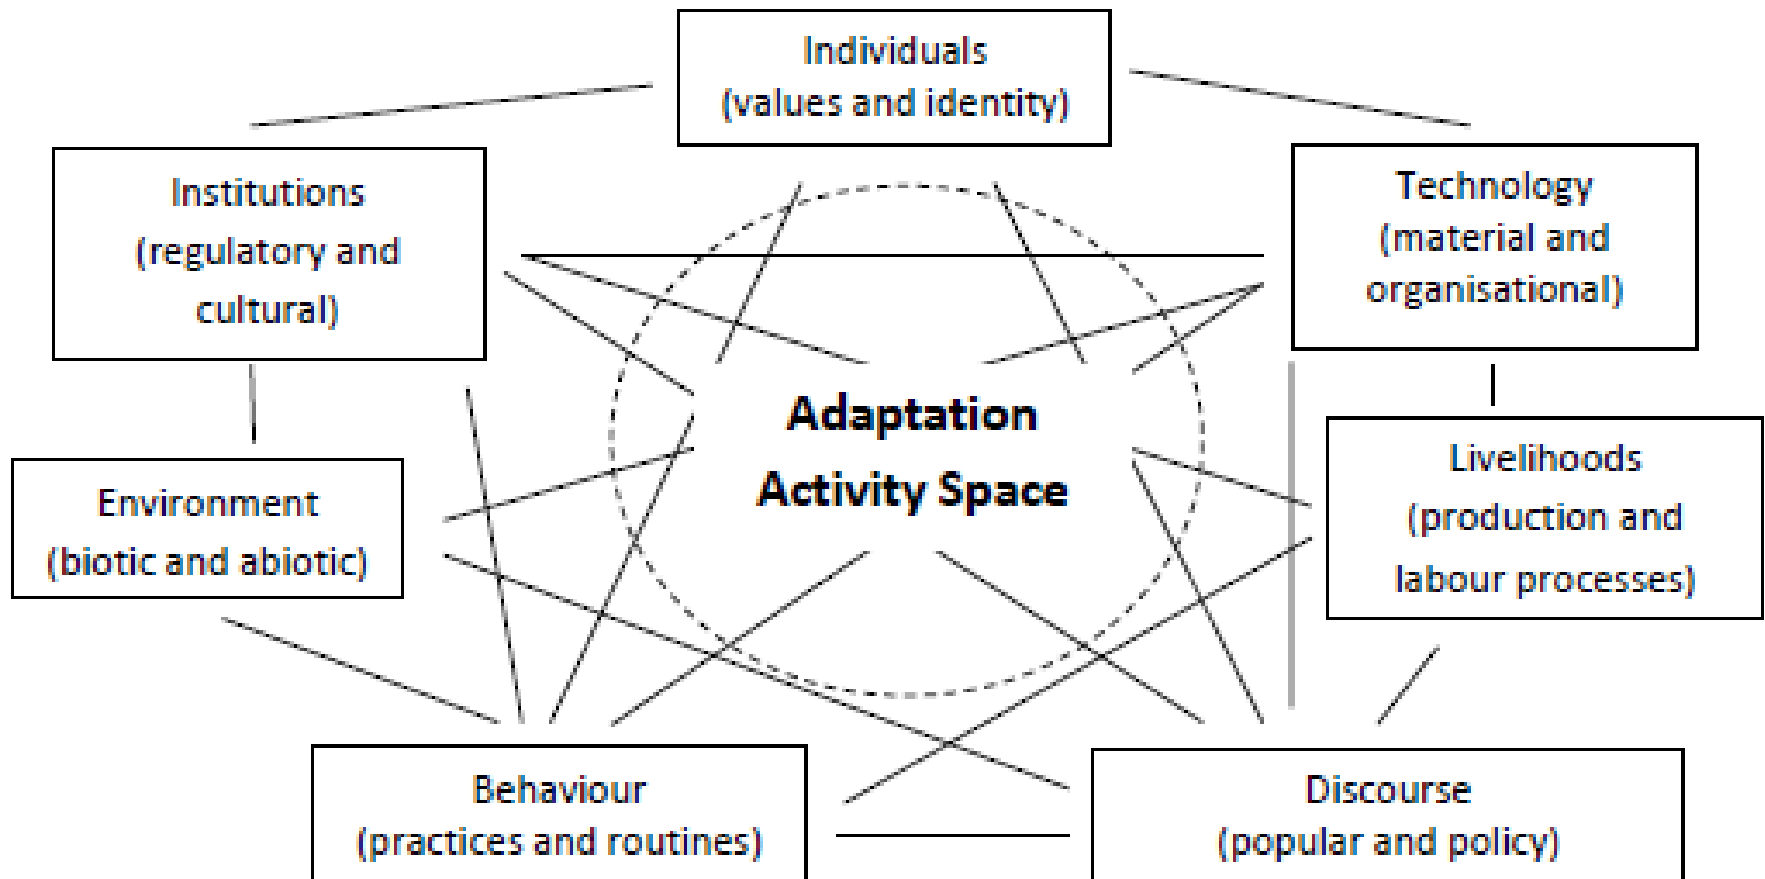 Individuals
(values and identity)
Institutions
(regulatory and
cultural)
Technology
(material and
organisational)
Adaptation
Activity Space
Environment
(biotic and abiotic)
Livelihoods
(production and
labour processes)
Behaviour
(practices and routines)
Discourse
(popular and policy)